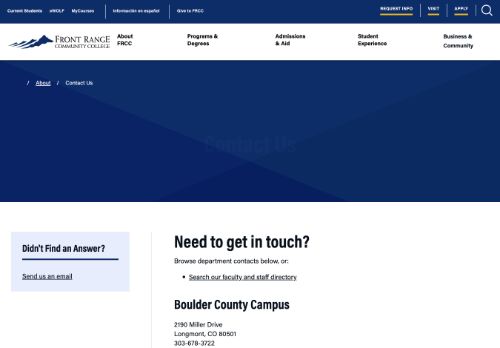 Current Students eWOLF MyCourses Información en español Give to FRCC REQUEST INFO VISIT APPLY
FRONT RANGE
COMMUNITY COLLEGE
About
FRCC
Programs &
Degrees
Admissions
& Aid
Student
Experience
Business &
Community
/ About / Contact Us
Contact Us
Didn't Find an Answer?
Send us an email
Need to get in touch?
Browse department contacts below, or:
Search our faculty and staff directory
Boulder County Campus
2190 Miller Drive
Longmont, CO 80501
303-678-3722